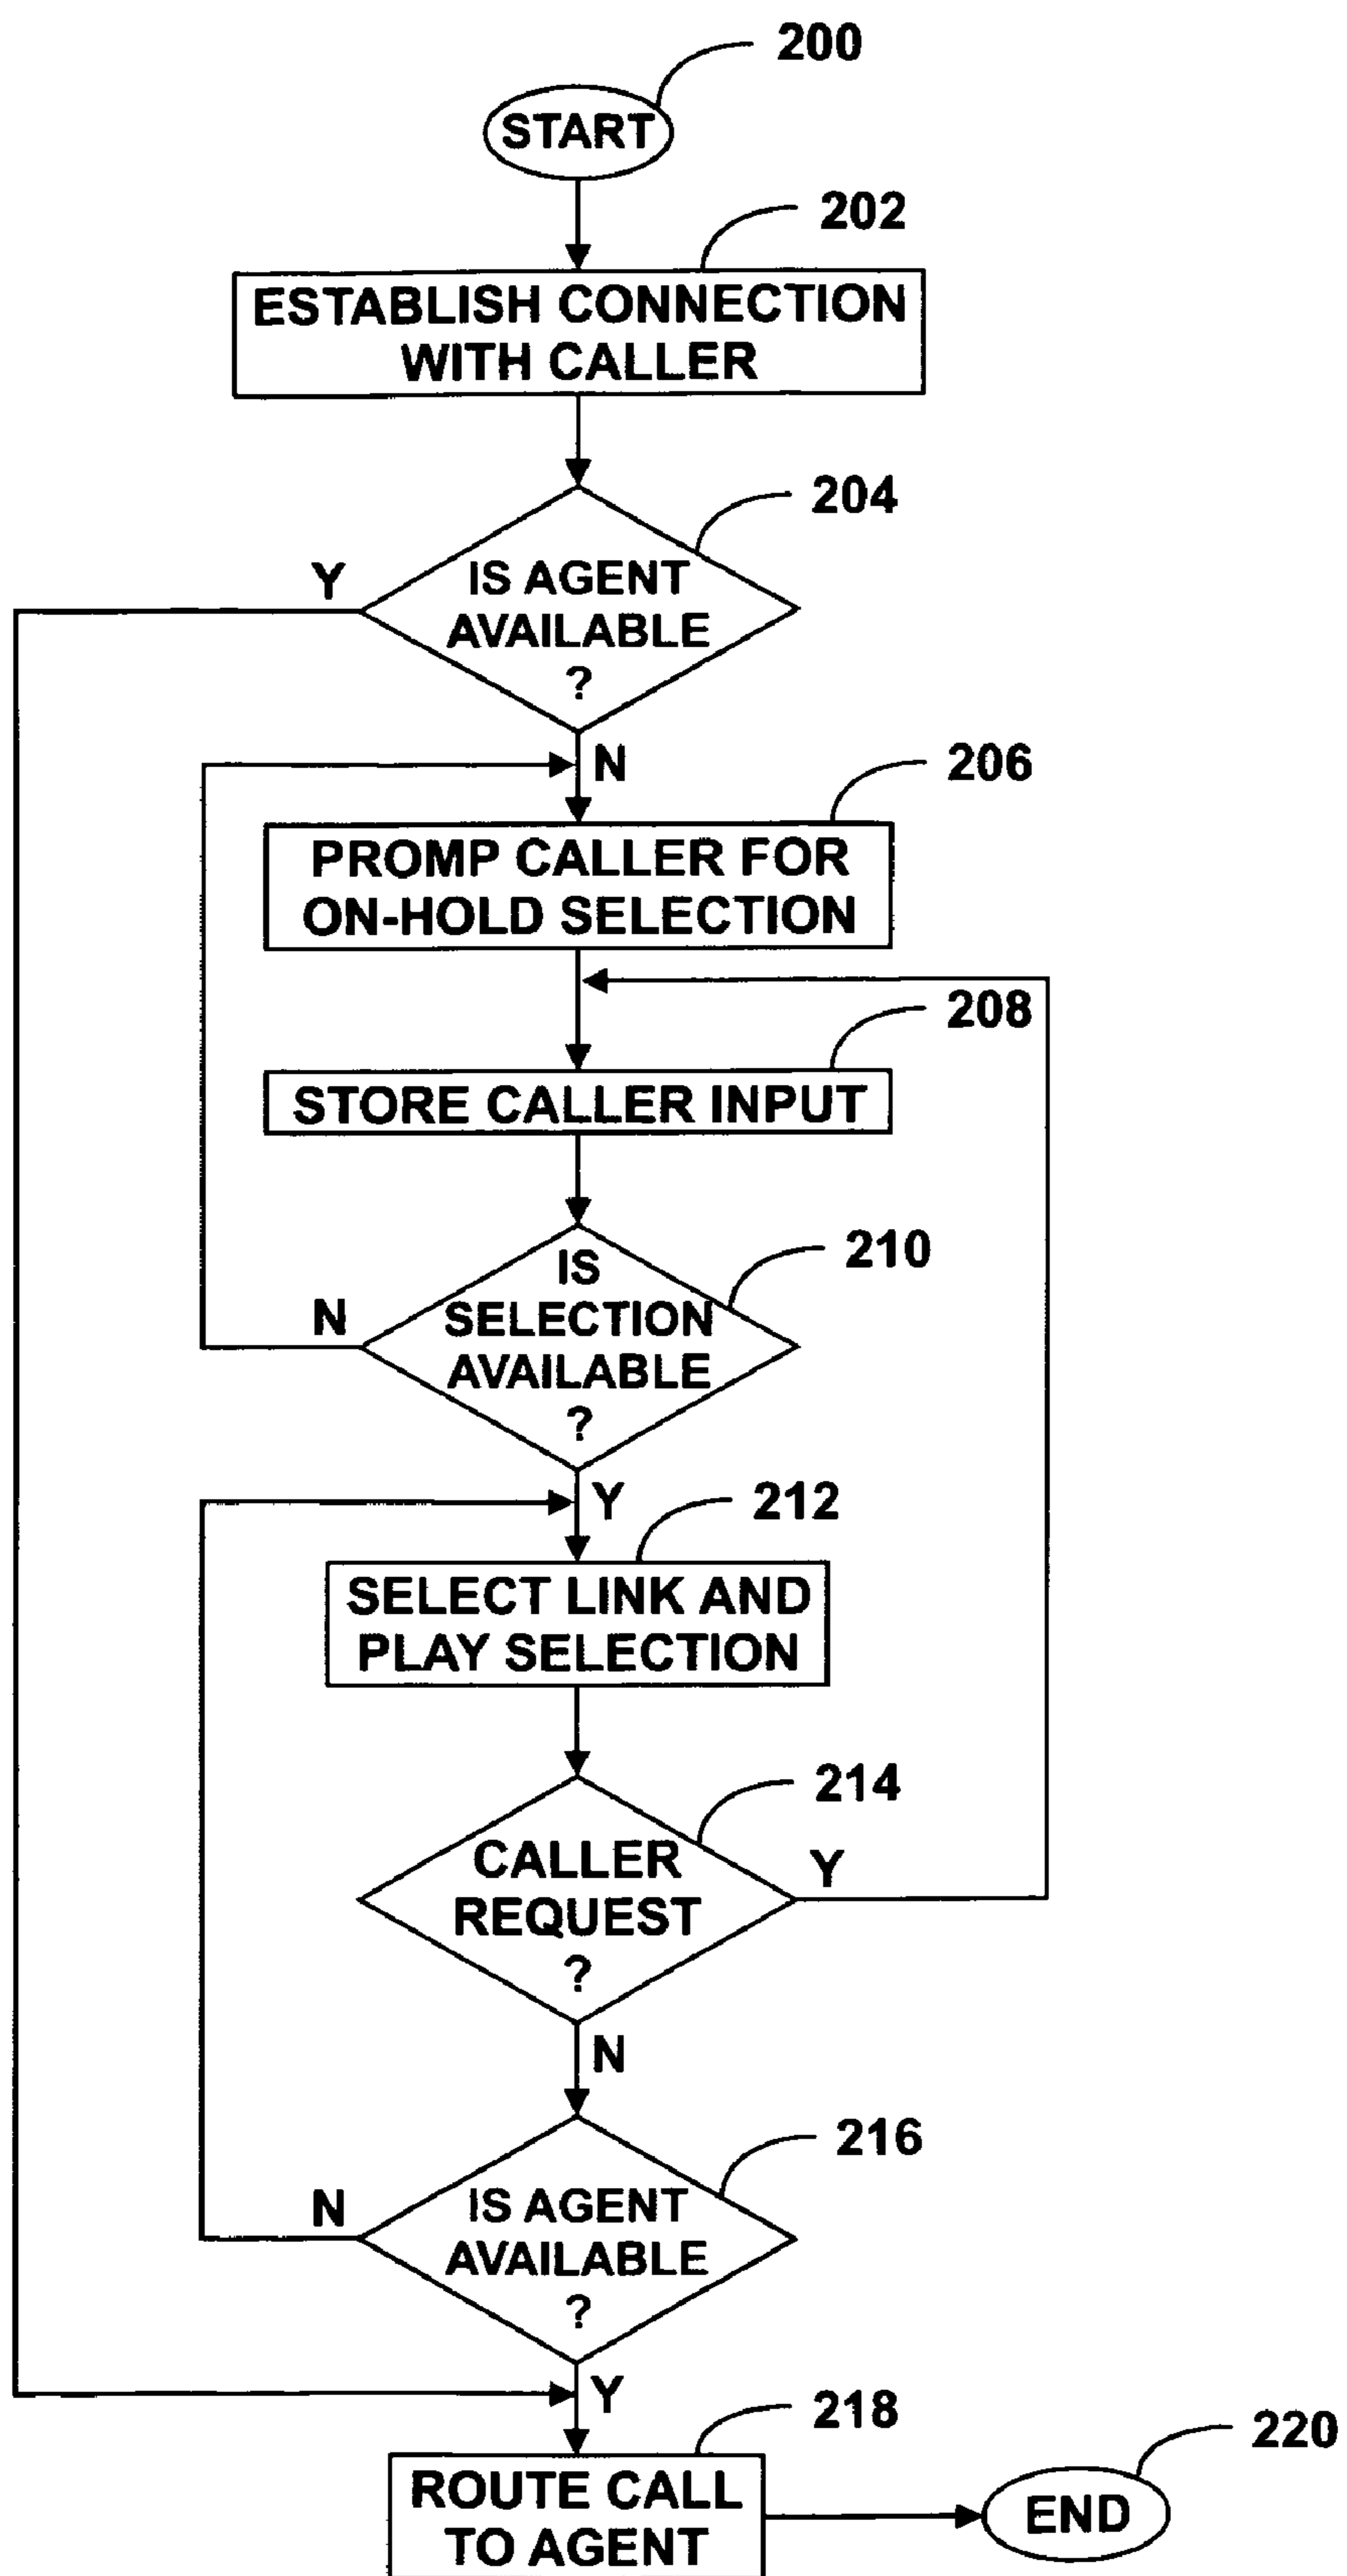 200
START
202
ESTABLISH CONNECTION
WITH CALLER
204
Y
IS AGENT
AVAILABLE
?
N
206
PROMP CALLER FOR
ON-HOLD SELECTION
208
STORE CALLER INPUT
210
N
IS
SELECTION
AVAILABLE
?
Y
212
SELECT LINK AND
PLAY SELECTION
214
CALLER
REQUEST
?
Y
N
216
N
IS AGENT
AVAILABLE
?
Y
218
ROUTE CALL
TO AGENT
220
END